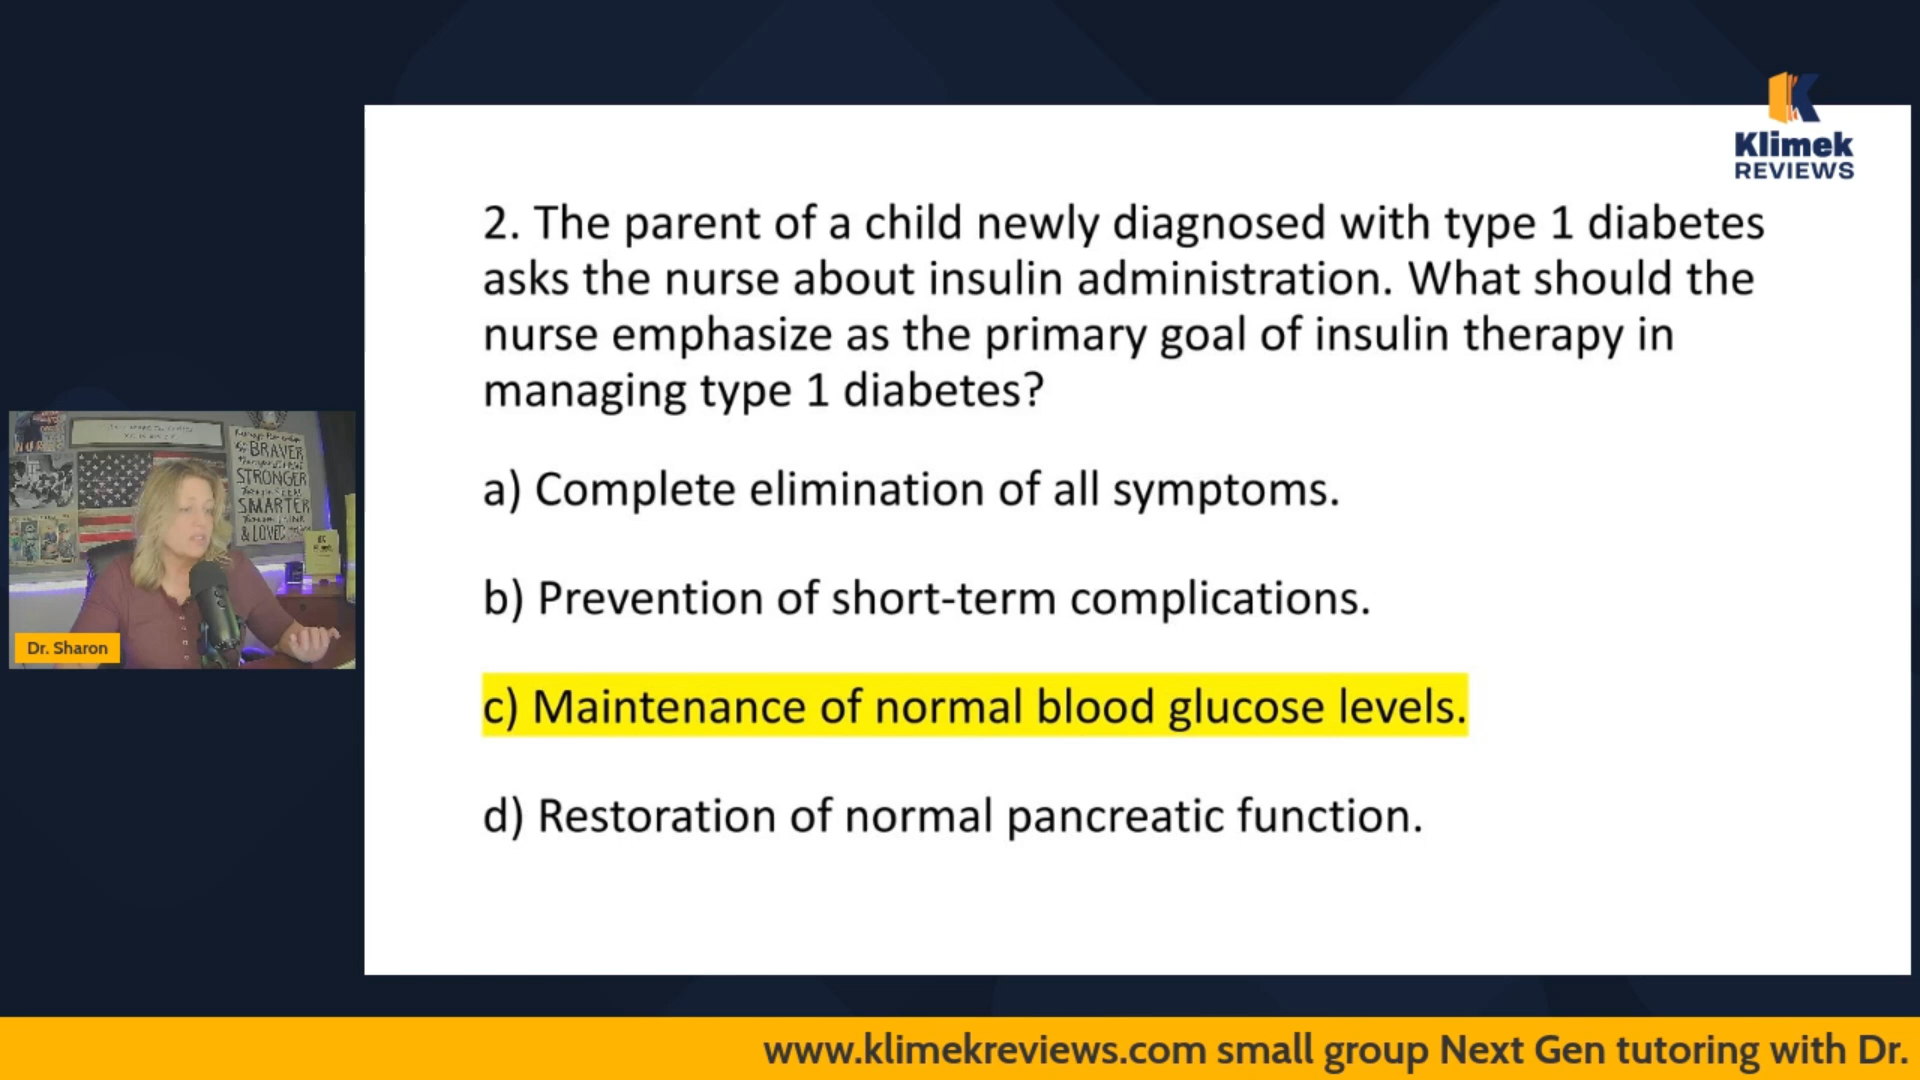 Klimek
REVIEWS
2. The parent of a child newly diagnosed with type 1 diabetes
asks the nurse about insulin administration. What should the
nurse emphasize as the primary goal of insulin therapy in
managing type 1 diabetes?
a) Complete elimination of all symptoms.
b) Prevention of short-term complications.
c) Maintenance of normal blood glucose levels.
d) Restoration of normal pancreatic function.
BRAVER
STRONGER
SMARTER
& LOVED
Dr. Sharon
www.klimekreviews.com small group Next Gen tutoring with Dr.